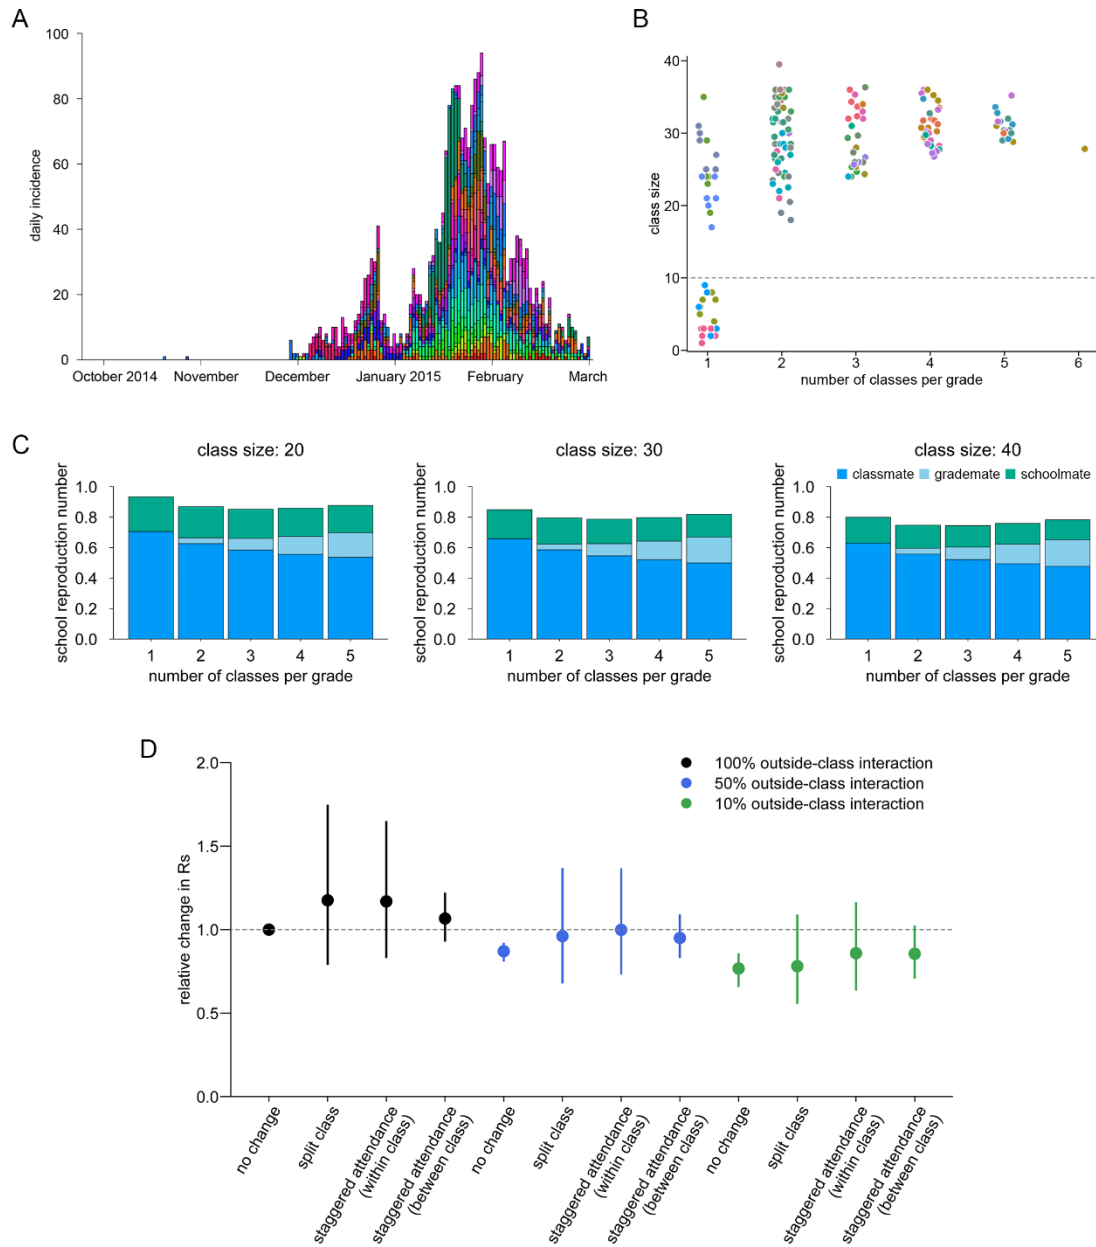 A
100
80
60
40
20
0
daily incidence
October 2014
November
December
January 2015
February
March
B
40
30
20
10
0
class size
1
2
3
4
5
6
number of classes per grade
C
class size: 20
1.0
0.8
0.6
0.4
0.2
0.0
school reproduction number
1
2
3
4
5
number of classes per grade
class size: 30
1.0
0.8
0.6
0.4
0.2
0.0
school reproduction number
1
2
3
4
5
number of classes per grade
class size: 40
classmate
grademate
schoolmate
1.0
0.8
0.6
0.4
0.2
0.0
school reproduction number
1
2
3
4
5
number of classes per grade
D
2.0
1.5
1.0
0.5
0.0
relative change in Rs
100% outside-class interaction
50% outside-class interaction
10% outside-class interaction
no change
split class
staggered attendance
(within class)
staggered attendance
(between class)
no change
split class
staggered attendance
(within class)
staggered attendance
(between class)
no change
split class
staggered attendance
(within class)
staggered attendance
(between class)